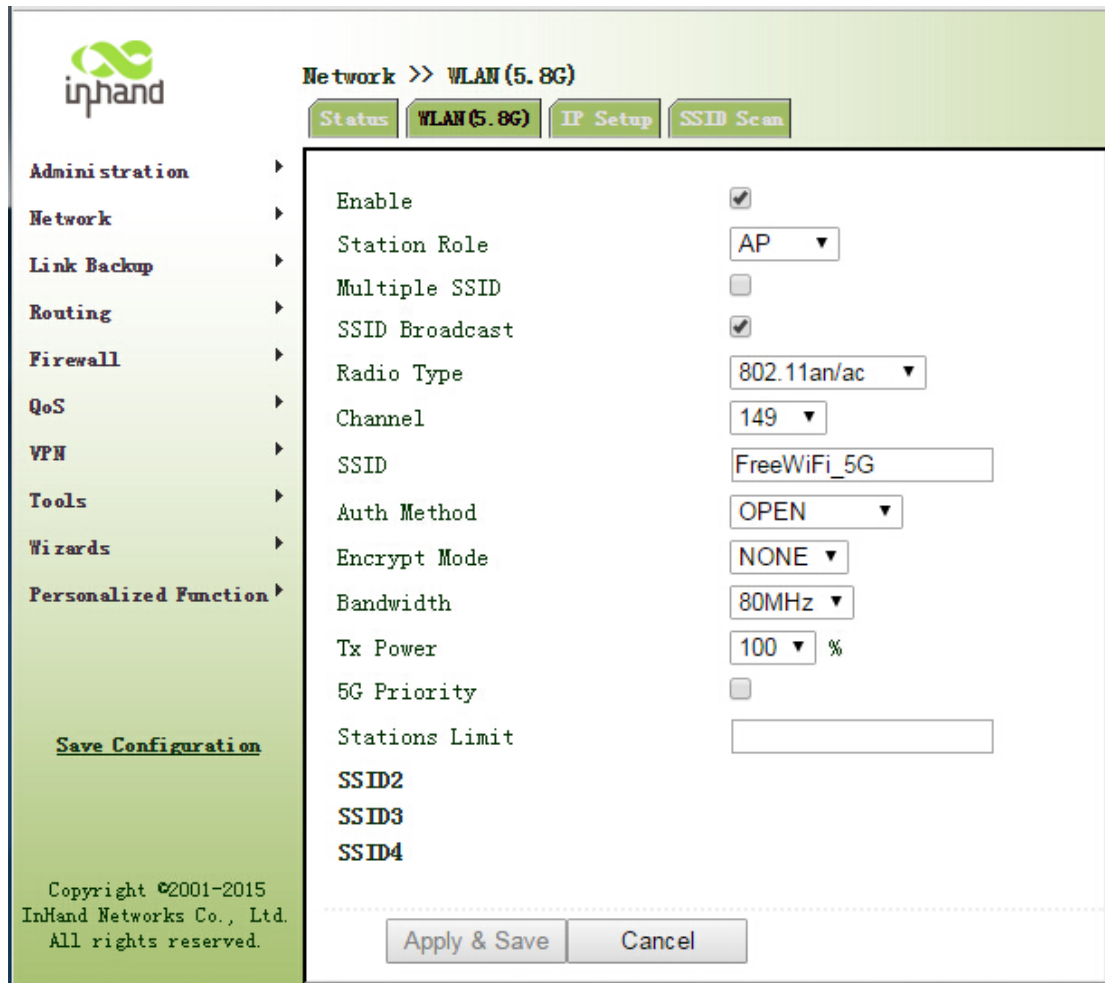 inhand
Network >> WLAN(5.8G)
Status WLAN(5.8G) IP Setup SSID Scan
Administration
Network
Link Backup
Routing
Firewall
QoS
VPN
Tools
Wizards
Personalized Function
Save Configuration
Copyright ©2001-2015
InHand Networks Co., Ltd.
All rights reserved.
Enable
Station Role AP
Multiple SSID
SSID Broadcast
Radio Type 802.11an/ac
Channel 149
SSID FreeWiFi_5G
Auth Method OPEN
Encrypt Mode NONE
Bandwidth 80MHz
Tx Power 100 %
5G Priority
Stations Limit
SSID2
SSID3
SSID4
Apply & Save Cancel